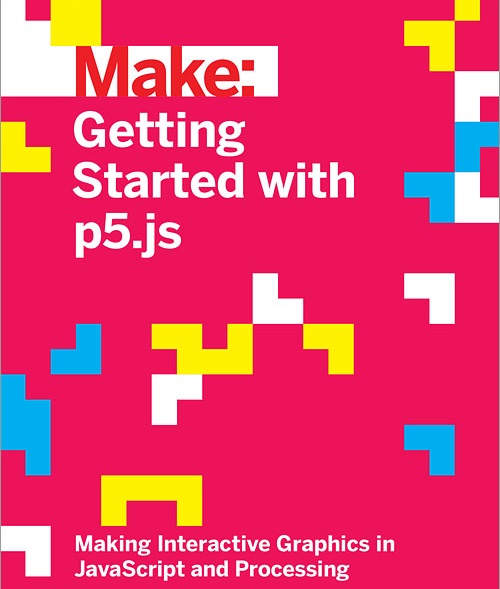 Make:
Getting
Started with
p5.js
Making Interactive Graphics in
JavaScript and Processing